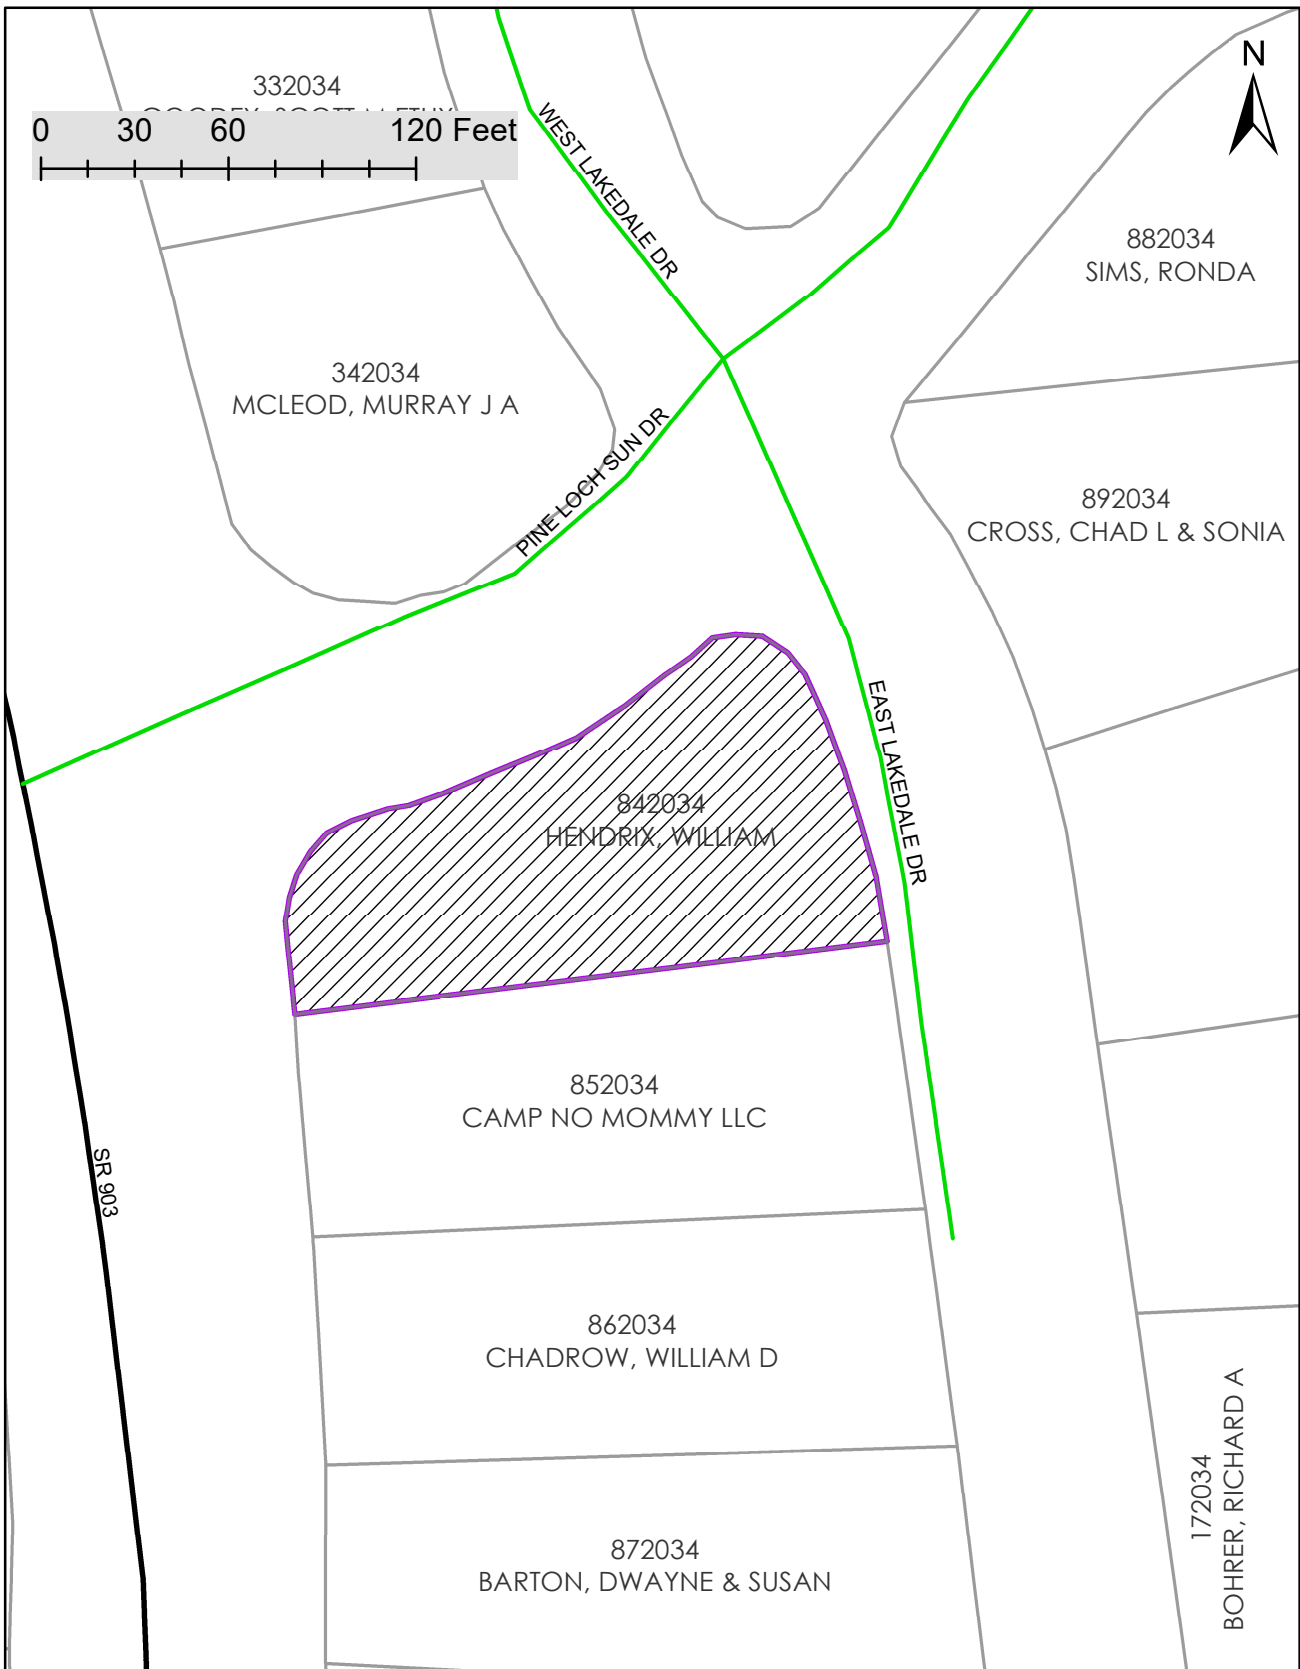 332034
N
0 30 60 120 Feet
WEST LAKEDALE DR
882034
SIMS, RONDA
342034
MCLEOD, MURRAY J A
PINE LOCH SUN DR
892034
CROSS, CHAD L & SONIA
EAST LAKEDALE DR
842034
HENDRIX, WILLIAM
852034
CAMP NO MOMMY LLC
SR 903
862034
CHADROW, WILLIAM D
172034
BOHRER, RICHARD A
872034
BARTON, DWAYNE & SUSAN